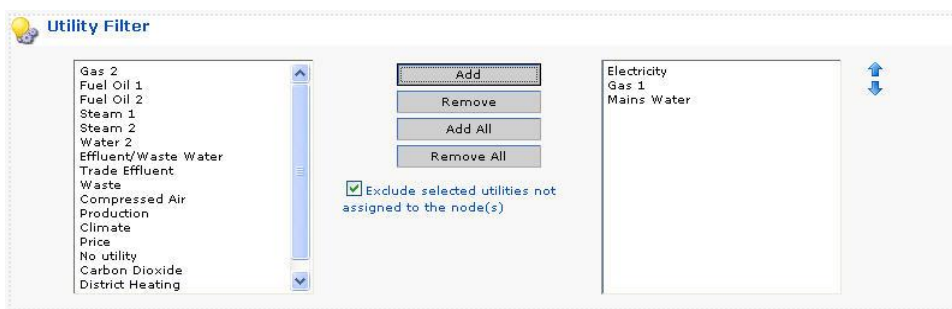 Utility Filter
Gas 2
Fuel Oil 1
Fuel Oil 2
Steam 1
Steam 2
Water 2
Effluent/Waste Water
Trade Effluent
Waste
Compressed Air
Production
Climate
Price
No utility
Carbon Dioxide
District Heating
Add
Remove
Add All
Remove All
Exclude selected utilities not
assigned to the node(s)
Electricity
Gas 1
Mains Water